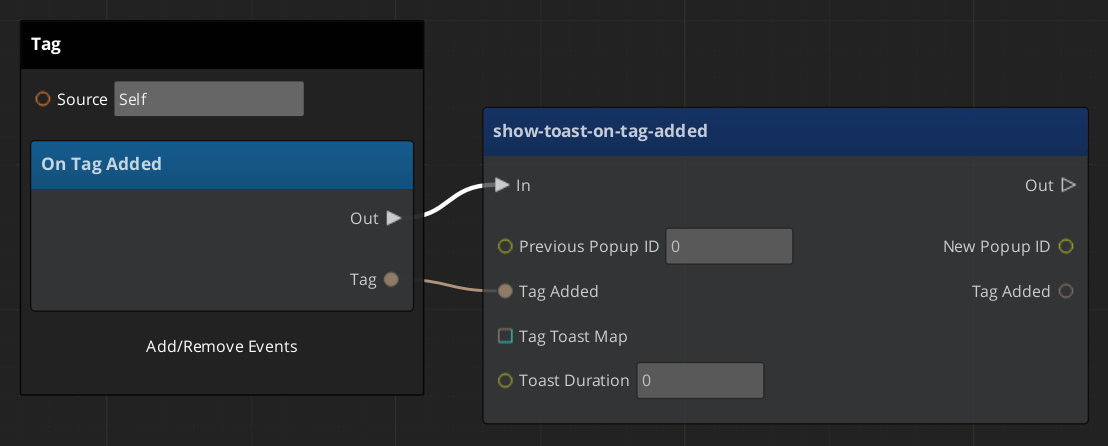 Tag
Source Self
On Tag Added
Out
Tag
Add/Remove Events
show-toast-on-tag-added
In Out
Previous Popup ID 0 New Popup ID
Tag Added Tag Added
Tag Toast Map
Toast Duration 0